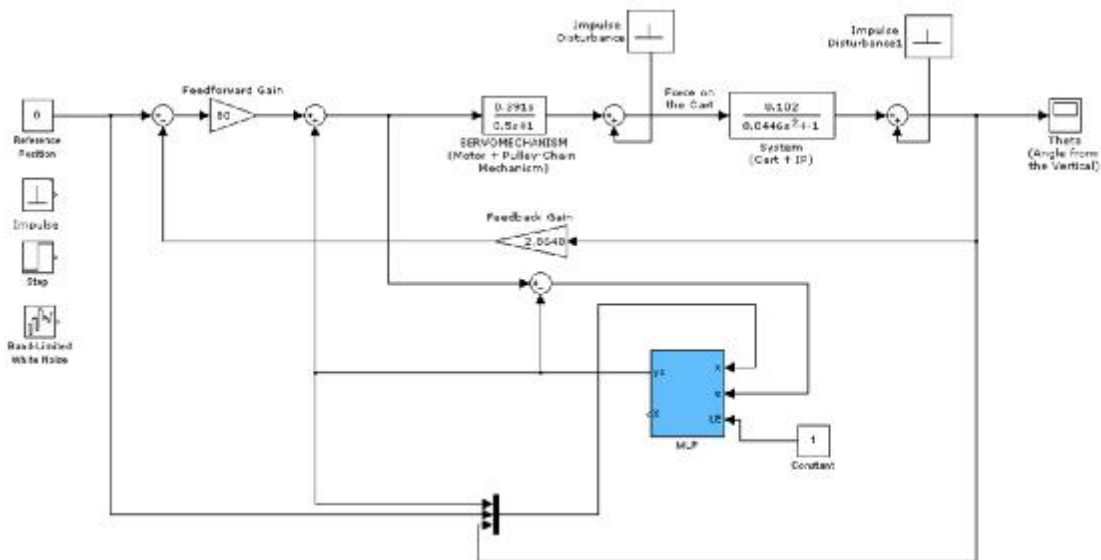 Impulse
Disturbance
Impulse
Disturbance1
Feedforward Gain
0
80
0.391s
0.5s+1
Force on
the Cart
0.102
0.0446s²+-1
Reference
Position
SERVOMECHANISM
(Motor + Pulley-Chain
Mechanism)
System
(Cart + IP)
Theta
(Angle from
the Vertical)
Impulse
Feedback Gain
Step
Band-Limited
White Noise
ys
x
e
LE
X
MLP
1
Constant